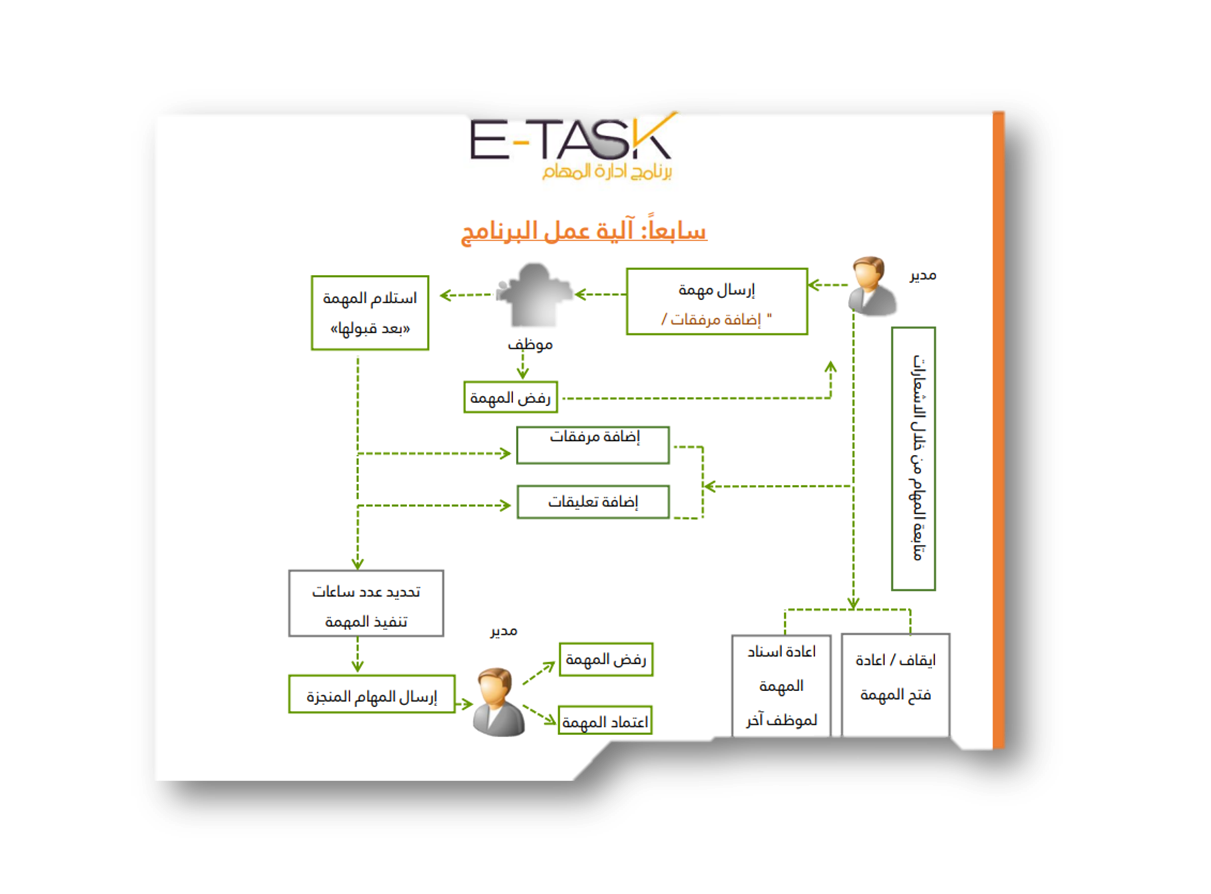 E-TASK
برنامج ادارة المهام
سابعاً: آلية عمل البرنامج
مدير
إرسال مهمة
" إضافة مرفقات /
موظف
استلام المهمة
«بعد قبولها»
رفض المهمة
متابعة المهام من خلال الاشعارات
إضافة مرفقات
إضافة تعليقات
تحديد عدد ساعات
تنفيذ المهمة
إرسال المهام المنجزة
مدير
رفض المهمة
اعتماد المهمة
ايقاف / اعادة
فتح المهمة
اعادة اسناد
المهمة
لموظف آخر